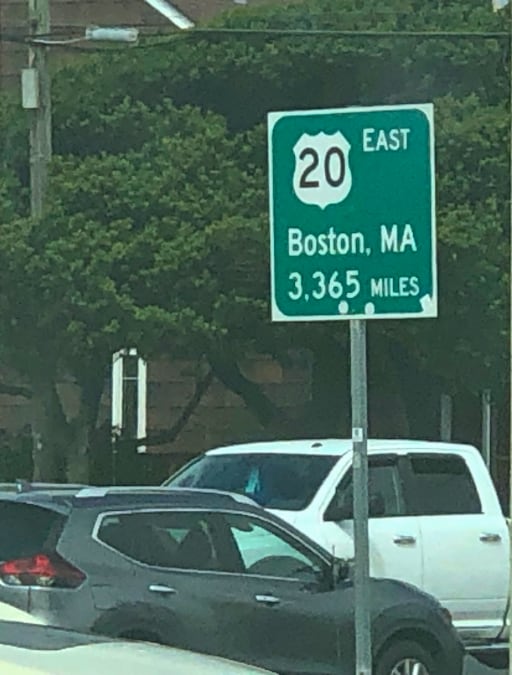 20 EAST
Boston, MA
3,365 MILES